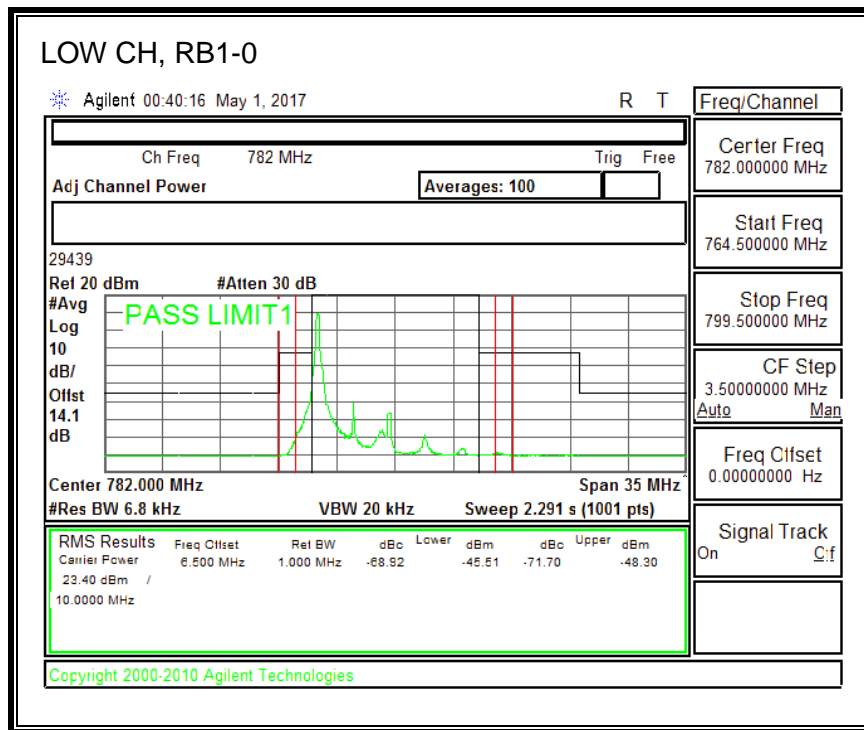 LOW CH, RB1-0
Agilent 00:40:16 May 1, 2017 R T
Freq/Channel
Ch Freq 782 MHz Trig Free
Adj Channel Power Averages: 100
Center Freq
782.000000 MHz
Start Freq
764.500000 MHz
Stop Freq
799.500000 MHz
CF Step
3.50000000 MHz
Auto Man
Freq Offset
0.00000000 Hz
Signal Track
On Off
29439
Ref 20 dBm #Atten 30 dB
#Avg
Log
10
dB/
Offst
14.1
dB
PASS LIMIT1
Center 782.000 MHz Span 35 MHz
#Res BW 6.8 kHz VBW 20 kHz Sweep 2.291 s (1001 pts)
RMS Results Freq Offset Ref BW dBc Lower dBm dBc Upper dBm
Carrier Power 6.500 MHz 1.000 MHz -68.92 -45.51 -71.70 -48.30
23.40 dBm /
10.0000 MHz
Copyright 2000-2010 Agilent Technologies